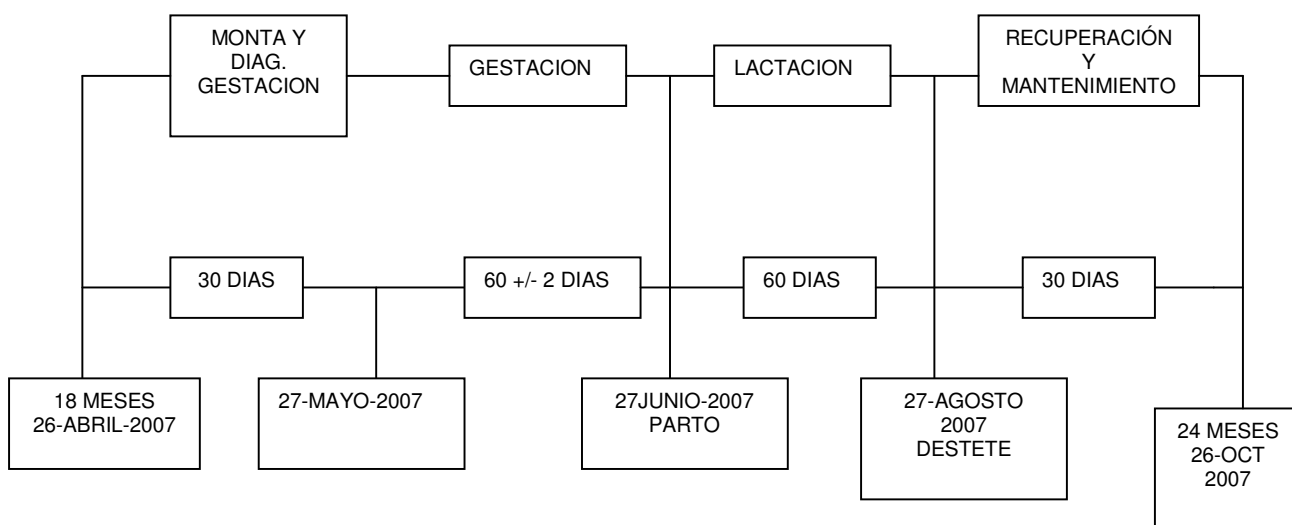 MONTA Y
DIAG.
GESTACION
GESTACION
LACTACION
RECUPERACIÓN
Y
MANTENIMIENTO
30 DIAS
60 +/- 2 DIAS
60 DIAS
30 DIAS
18 MESES
26-ABRIL-2007
27-MAYO-2007
27JUNIO-2007
PARTO
27-AGOSTO
2007
DESTETE
24 MESES
26-OCT
2007